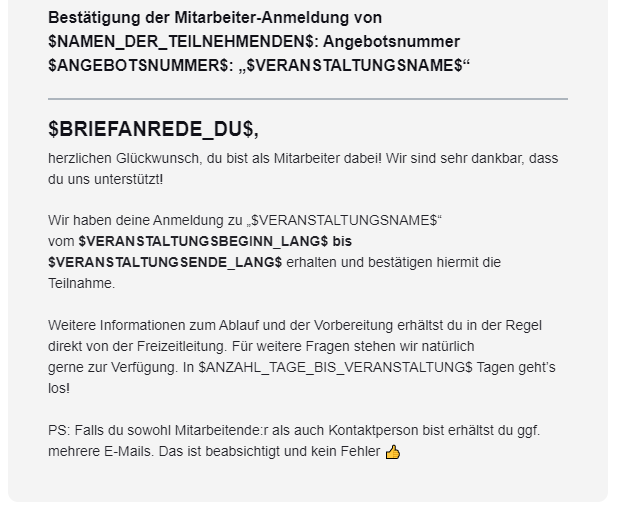 Bestätigung der Mitarbeiter-Anmeldung von
$NAMEN_DER_TEILNEHMENDEN$: Angebotsnummer
$ANGEBOTSNUMMER$: „$VERANSTALTUNGSNAME$“
$BRIEFANREDE_DU$,
herzlichen Glückwunsch, du bist als Mitarbeiter dabei! Wir sind sehr dankbar, dass
du uns unterstützt!
Wir haben deine Anmeldung zu „$VERANSTALTUNGSNAME$“
vom $VERANSTALTUNGSBEGINN_LANG$ bis
$VERANSTALTUNGSENDE_LANG$ erhalten und bestätigen hiermit die
Teilnahme.
Weitere Informationen zum Ablauf und der Vorbereitung erhältst du in der Regel
direkt von der Freizeitleitung. Für weitere Fragen stehen wir natürlich
gerne zur Verfügung. In $ANZAHL_TAGE_BIS_VERANSTALTUNG$ Tagen geht’s
los!
PS: Falls du sowohl Mitarbeitende:r als auch Kontaktperson bist erhältst du ggf.
mehrere E-Mails. Das ist beabsichtigt und kein Fehler 👍